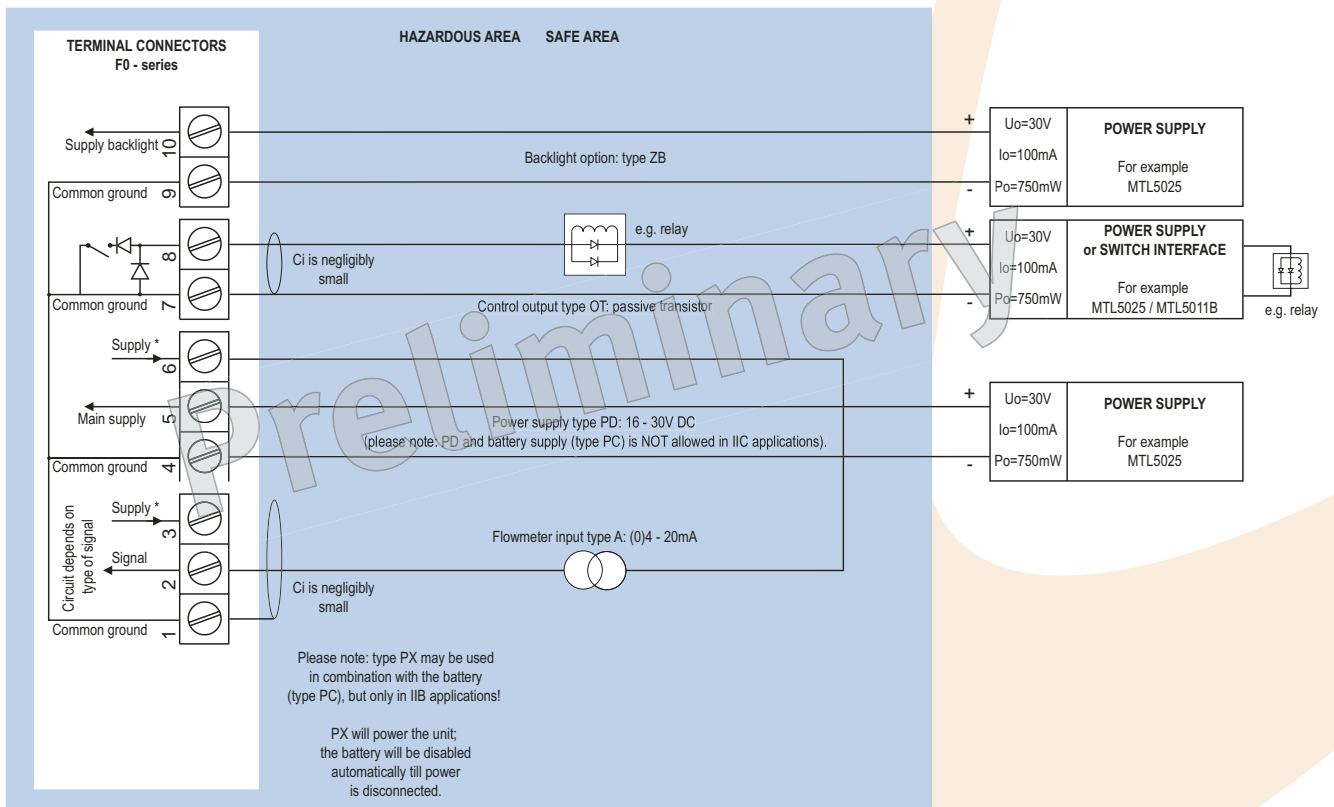 TERMINAL CONNECTORS
F0 - series
HAZARDOUS AREA
SAFE AREA
Supply backlight
10
Common ground
9
Backlight option: type ZB
+
-
Uo=30V
Io=100mA
Po=750mW
POWER SUPPLY
For example
MTL5025
8
Common ground
7
Ci is negligibly
small
e.g. relay
Control output type OT: passive transistor
+
-
Uo=30V
Io=100mA
Po=750mW
POWER SUPPLY
or SWITCH INTERFACE
For example
MTL5025 / MTL5011B
e.g. relay
Supply *
6
Main supply
5
Common ground
4
Power supply type PD: 16 - 30V DC
(please note: PD and battery supply (type PC) is NOT allowed in IIC applications).
+
-
Uo=30V
Io=100mA
Po=750mW
POWER SUPPLY
For example
MTL5025
Circuit depends on
type of signal
Supply *
3
Signal
2
Common ground
1
Flowmeter input type A: (0)4 - 20mA
Ci is negligibly
small
Please note: type PX may be used
in combination with the battery
(type PC), but only in IIB applications!
PX will power the unit;
the battery will be disabled
automatically till power
is disconnected.
Preliminary